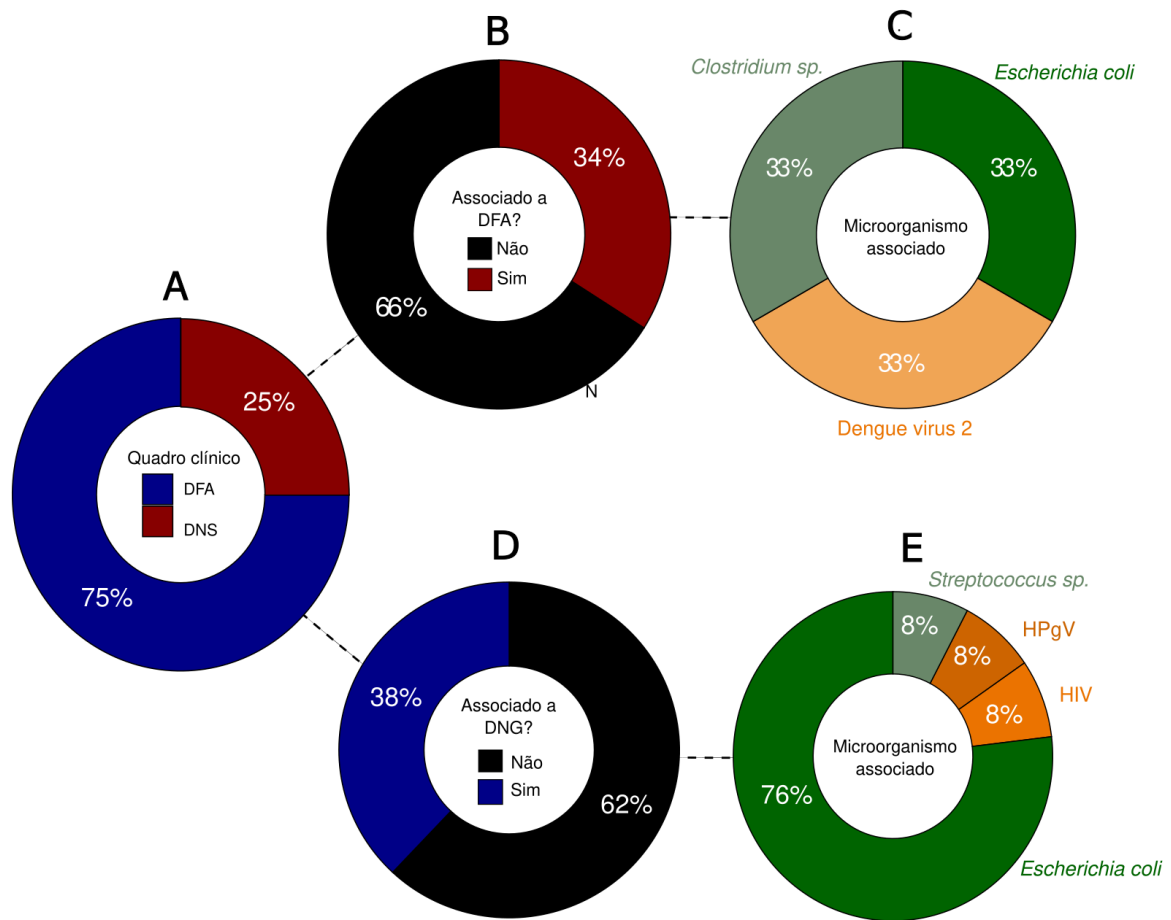 B
C
Clostridium sp.
Escherichia coli
34%
33%
33%
Associado a
DFA?
Não
Sim
Microorganismo
associado
66%
33%
N
Dengue virus 2
A
25%
Quadro clínico
DFA
DNS
75%
D
E
Streptococcus sp.
8%
HPgV
8%
HIV
8%
38%
Associado a
DNG?
Não
Sim
62%
Microorganismo
associado
76%
Escherichia coli